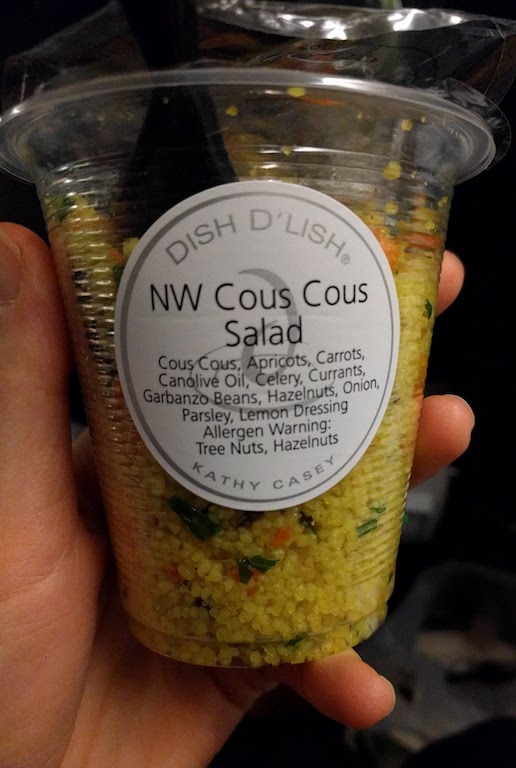 DISH D'LISH®
NW Cous Cous
Salad
Cous Cous, Apricots, Carrots,
Canolive Oil, Celery, Currants,
Garbanzo Beans, Hazelnuts, Onion,
Parsley, Lemon Dressing
Allergen Warning:
Tree Nuts, Hazelnuts
KATHY CASEY